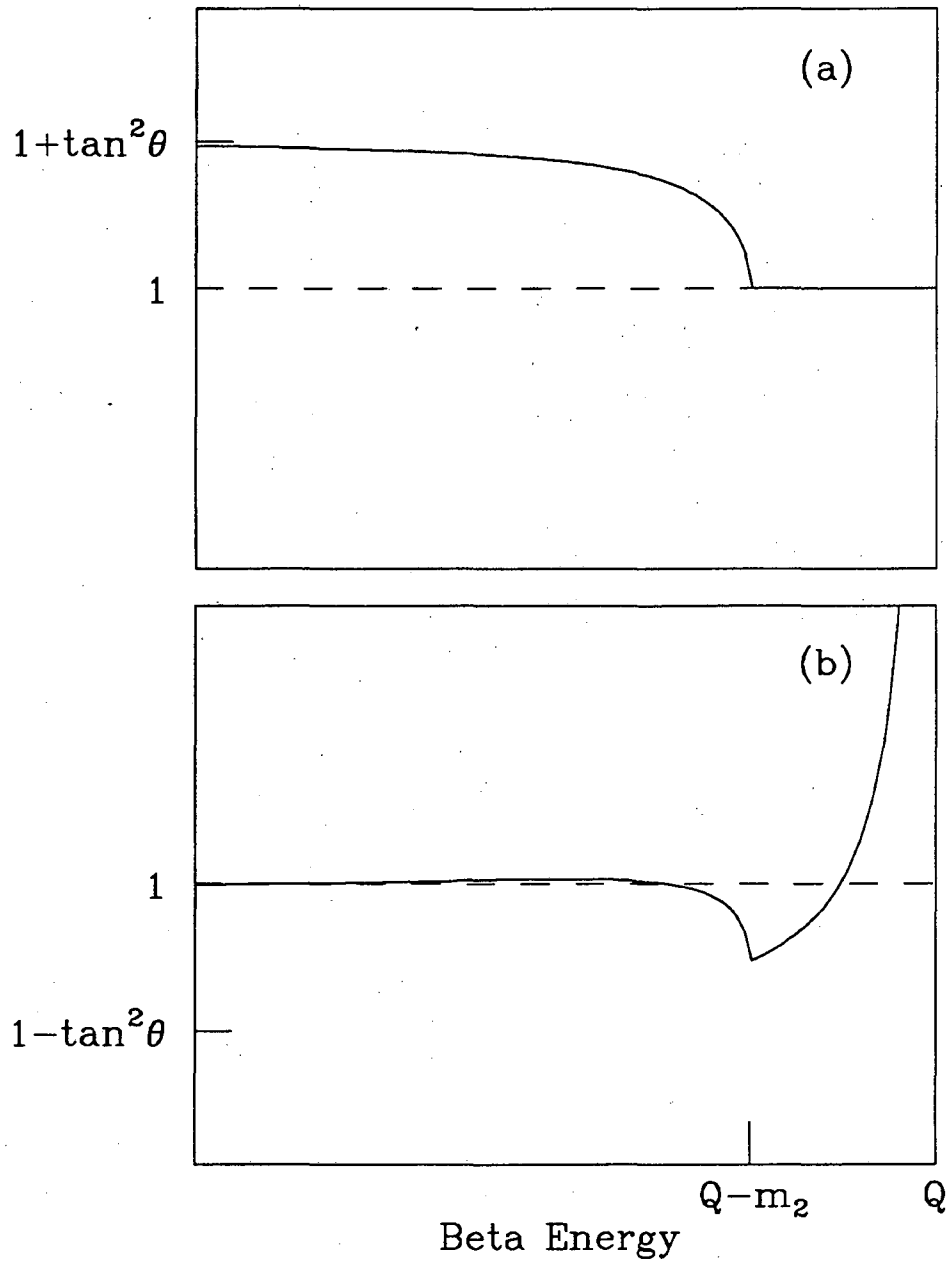 (a)
1+tan²θ
1
(b)
1
1−tan²θ
Q−m₂
Q
Beta Energy